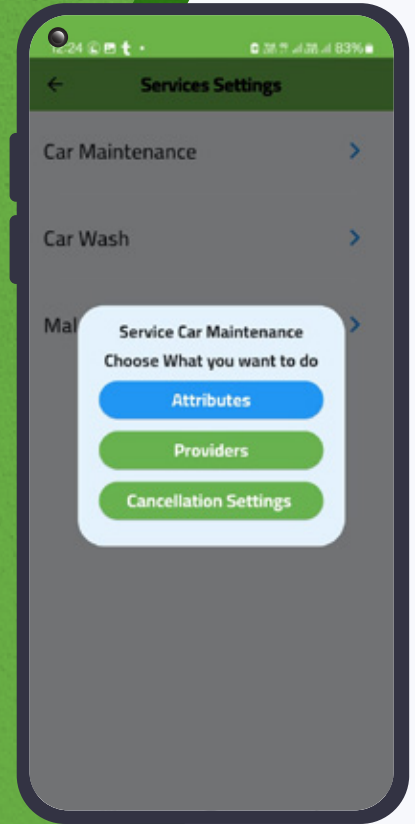 12:24
83%
Services Settings
Car Maintenance
Car Wash
Mal
Service Car Maintenance
Choose What you want to do
Attributes
Providers
Cancellation Settings